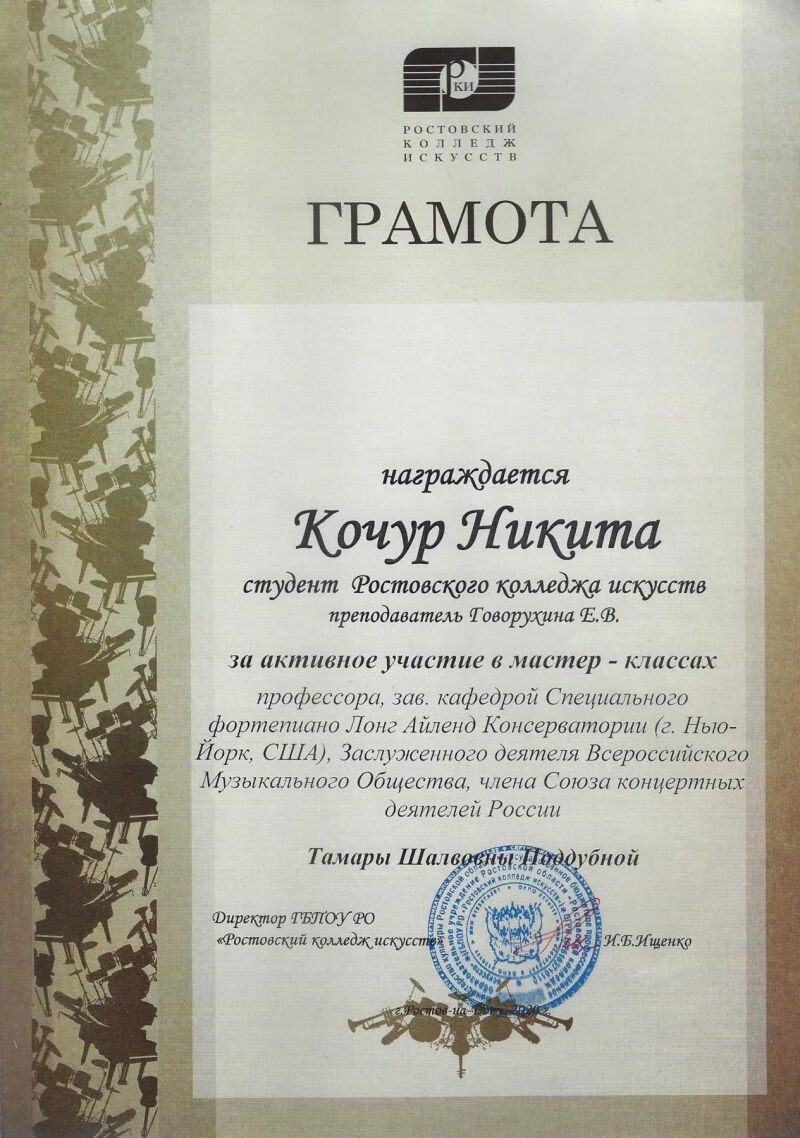 РКИ
РОСТОВСКИЙ
КОЛЛЕДЖ
ИСКУССТВ
ГРАМОТА
награждается
Кочур Никита
студент Ростовского колледжа искусств
преподаватель Говорухина Е.В.
за активное участие в мастер - классах
профессора, зав. кафедрой Специального
фортепиано Лонг Айленд Консерватории (г. Нью-
Йорк, США), Заслуженного деятеля Всероссийского
Музыкального Общества, члена Союза концертных
деятелей России
Тамары Шалвовны Поддубной
Директор ГБПОУ РО
«Ростовский колледж искусств»
И.Б.Ищенко
г.Ростов-на-Дону, 2020 г.